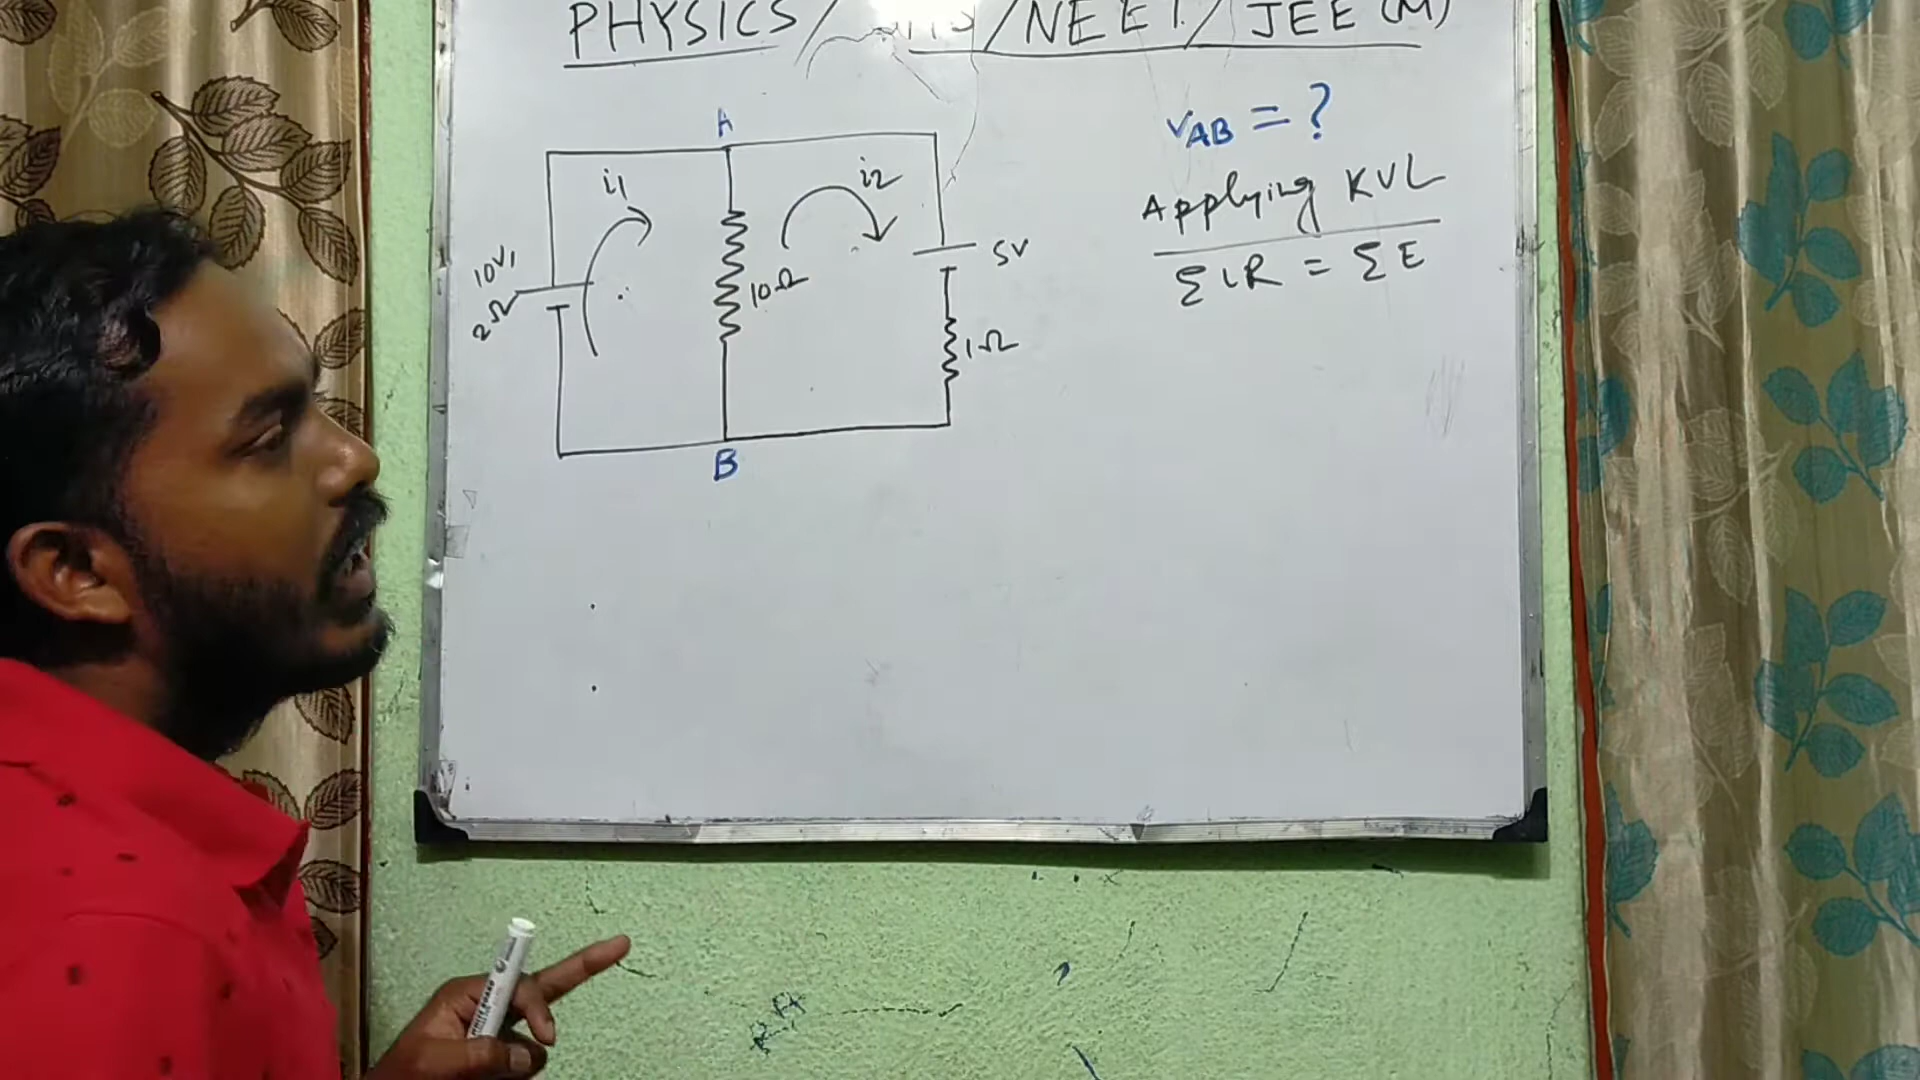 PHYSICS / /NEET/ JEE (M)
A
VAB = ?
i1
i2
Applying KVL
10V,
2Ω
10Ω
5V
ΣiR = ΣE
1Ω
B